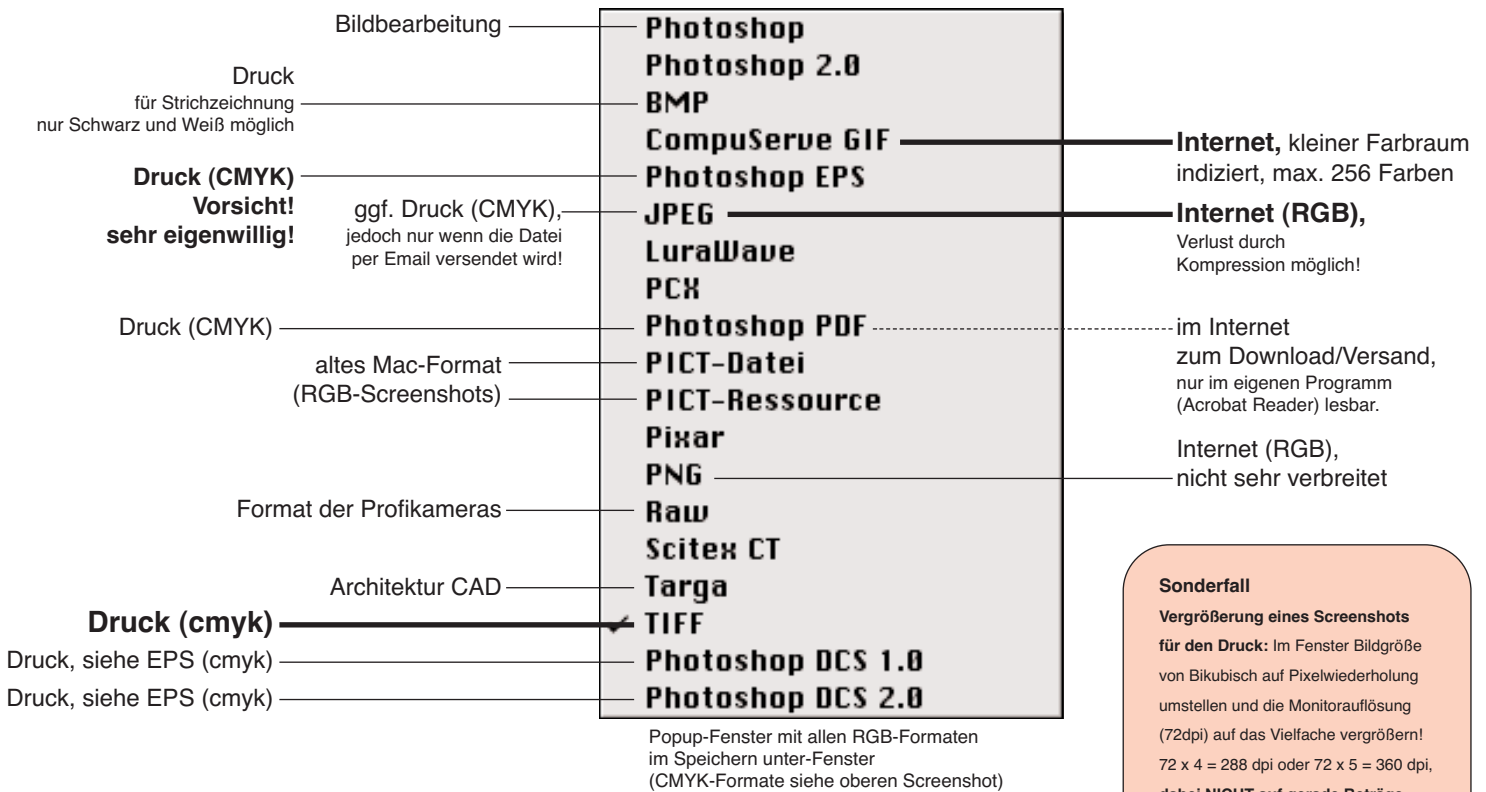 Bildbearbeitung
Druck
für Strichzeichnung
nur Schwarz und Weiß möglich
Druck (CMYK)
Vorsicht!
sehr eigenwillig!
ggf. Druck (CMYK),
jedoch nur wenn die Datei
per Email versendet wird!
Druck (CMYK)
altes Mac-Format
(RGB-Screenshots)
Format der Profikameras
Architektur CAD
Druck (cmyk)
Druck, siehe EPS (cmyk)
Druck, siehe EPS (cmyk)
Photoshop
Photoshop 2.0
BMP
CompuServe GIF
Photoshop EPS
JPEG
LuraWave
PCX
Photoshop PDF
PICT-Datei
PICT-Ressource
Pixar
PNG
Raw
Scitex CT
Targa
✓ TIFF
Photoshop DCS 1.0
Photoshop DCS 2.0
Popup-Fenster mit allen RGB-Formaten
im Speichern unter-Fenster
(CMYK-Formate siehe oberen Screenshot)
Internet, kleiner Farbraum
indiziert, max. 256 Farben
Internet (RGB),
Verlust durch
Kompression möglich!
im Internet
zum Download/Versand,
nur im eigenen Programm
(Acrobat Reader) lesbar.
Internet (RGB),
nicht sehr verbreitet
Sonderfall
Vergrößerung eines Screenshots
für den Druck: Im Fenster Bildgröße
von Bikubisch auf Pixelwiederholung
umstellen und die Monitorauflösung
(72dpi) auf das Vielfache vergrößern!
72 x 4 = 288 dpi oder 72 x 5 = 360 dpi,
dabei NICHT auf gerade Beträge